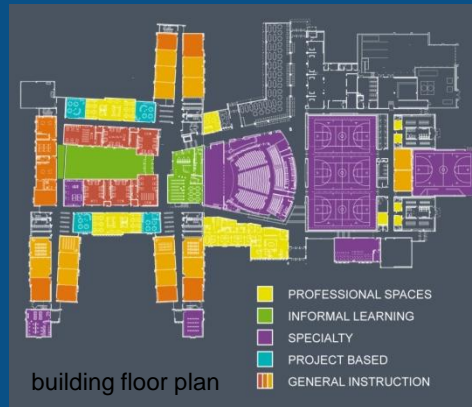 PROFESSIONAL SPACES
INFORMAL LEARNING
SPECIALTY
PROJECT BASED
GENERAL INSTRUCTION
building floor plan